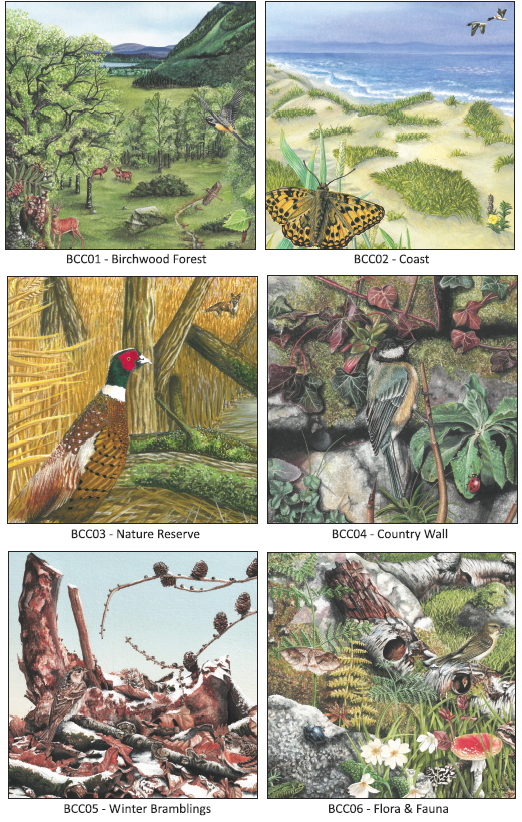 BCC01 - Birchwood Forest
BCC02 - Coast
BCC03 - Nature Reserve
BCC04 - Country Wall
BCC05 - Winter Bramblings
BCC06 - Flora & Fauna